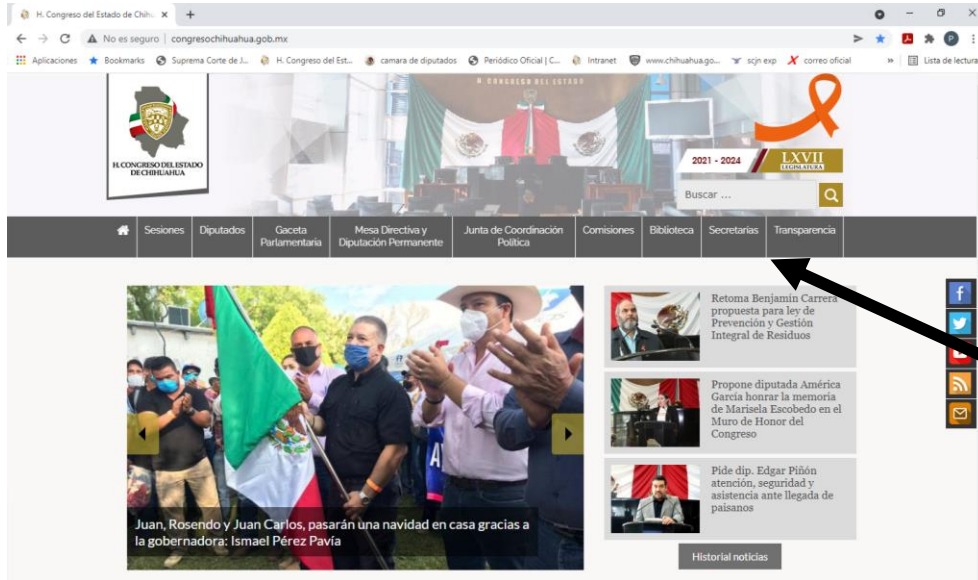 H. Congreso del Estado de Chihu
No es seguro | congresochihuahua.gob.mx
Aplicaciones Bookmarks Suprema Corte de J... H. Congreso del Est... camara de diputados Periódico Oficial | C... Intranet www.chihuahua.go... scjn exp correo oficial » Lista de lectura
H. CONGRESO DEL ESTADO
H. CONGRESO DEL ESTADO
DE CHIHUAHUA
2021 - 2024 LXVII
LEGISLATURA
Buscar ...
Sesiones Diputados Gaceta Parlamentaria Mesa Directiva y Diputación Permanente Junta de Coordinación Política Comisiones Biblioteca Secretarías Transparencia
Retoma Benjamín Carrera
propuesta para ley de
Prevención y Gestión
Integral de Residuos
Propone diputada América
García honrar la memoria
de Marisela Escobedo en el
Muro de Honor del
Congreso
Pide dip. Edgar Piñón
atención, seguridad y
asistencia ante llegada de
paisanos
Juan, Rosendo y Juan Carlos, pasarán una navidad en casa gracias a
la gobernadora: Ismael Pérez Pavía
Historial noticias